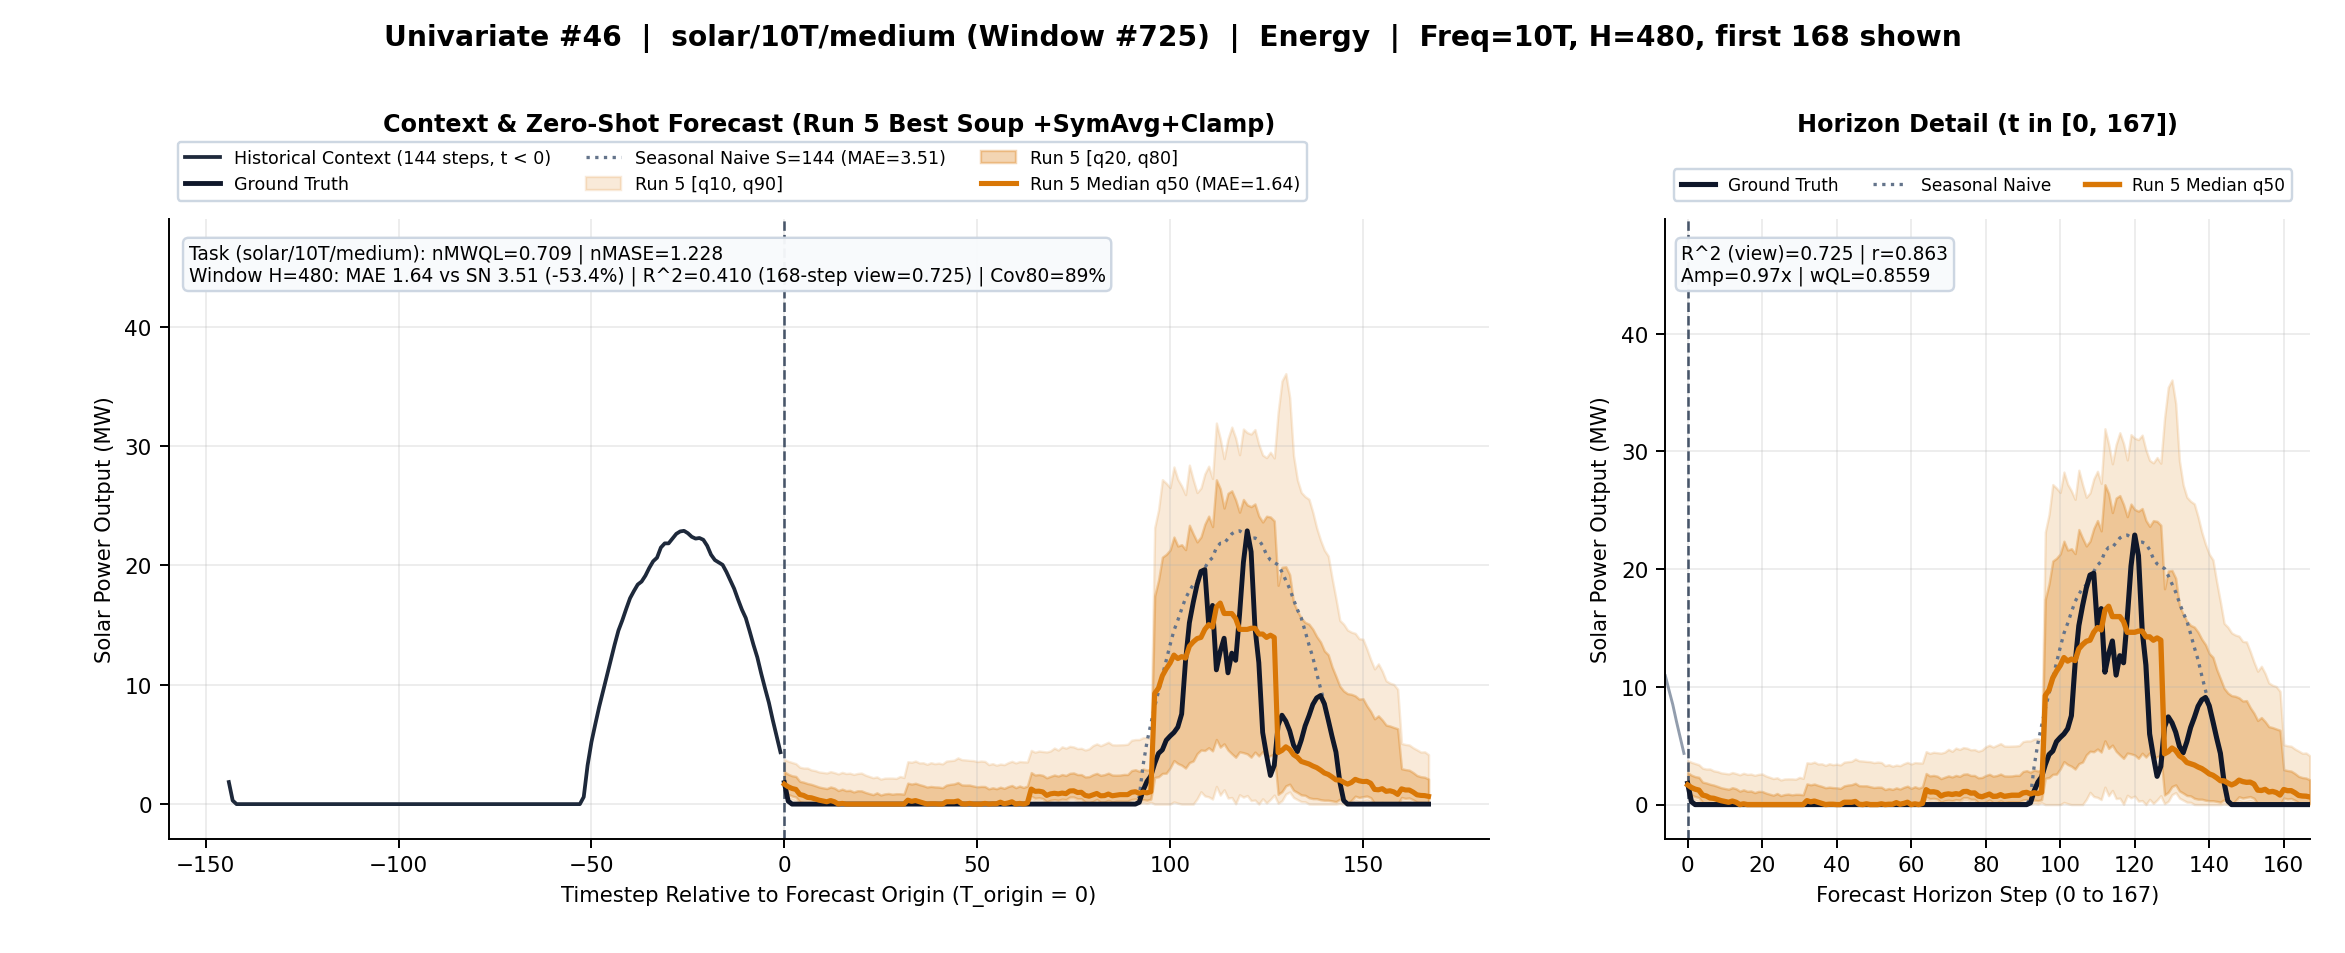 Univariate #46 | solar/10T/medium (Window #725) | Energy | Freq=10T, H=480, first 168 shown
Context & Zero-Shot Forecast (Run 5 Best Soup +SymAvg+Clamp)
Historical Context (144 steps, t < 0)
Ground Truth
Seasonal Naive S=144 (MAE=3.51)
Run 5 [q10, q90]
Run 5 [q20, q80]
Run 5 Median q50 (MAE=1.64)
Task (solar/10T/medium): nMWQL=0.709 | nMASE=1.228
Window H=480: MAE 1.64 vs SN 3.51 (-53.4%) | R^2=0.410 (168-step view=0.725) | Cov80=89%
Solar Power Output (MW)
40
30
20
10
0
−150 −100 −50 0 50 100 150
Timestep Relative to Forecast Origin (T_origin = 0)
Horizon Detail (t in [0, 167])
Ground Truth Seasonal Naive Run 5 Median q50
R^2 (view)=0.725 | r=0.863
Amp=0.97x | wQL=0.8559
Solar Power Output (MW)
40
30
20
10
0
0 20 40 60 80 100 120 140 160
Forecast Horizon Step (0 to 167)